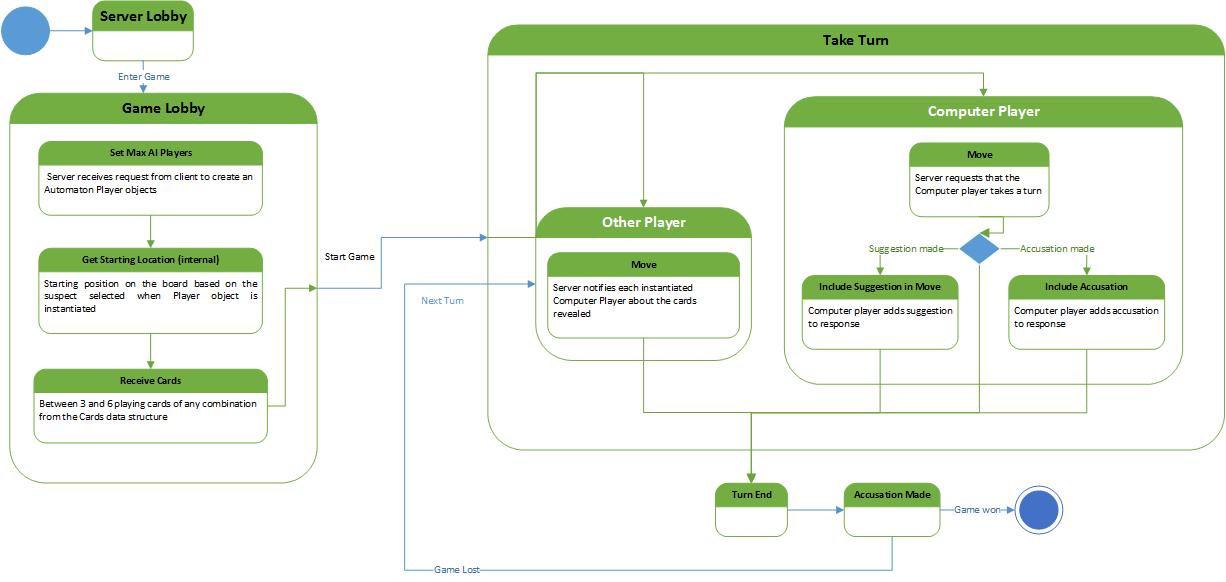 Server Lobby
Enter Game
Game Lobby
Set Max AI Players
Server receives request from client to create an
Automaton Player objects
Get Starting Location (internal)
Starting position on the board based on the
suspect selected when Player object is
instantiated
Receive Cards
Between 3 and 6 playing cards of any combination
from the Cards data structure
Start Game
Next Turn
Take Turn
Other Player
Move
Server notifies each instantiated
Computer Player about the cards
revealed
Computer Player
Move
Server requests that the
Computer player takes a turn
Suggestion made
Accusation made
Include Suggestion in Move
Computer player adds suggestion
to response
Include Accusation
Computer player adds accusation
to response
Turn End
Accusation Made
Game won
Game Lost